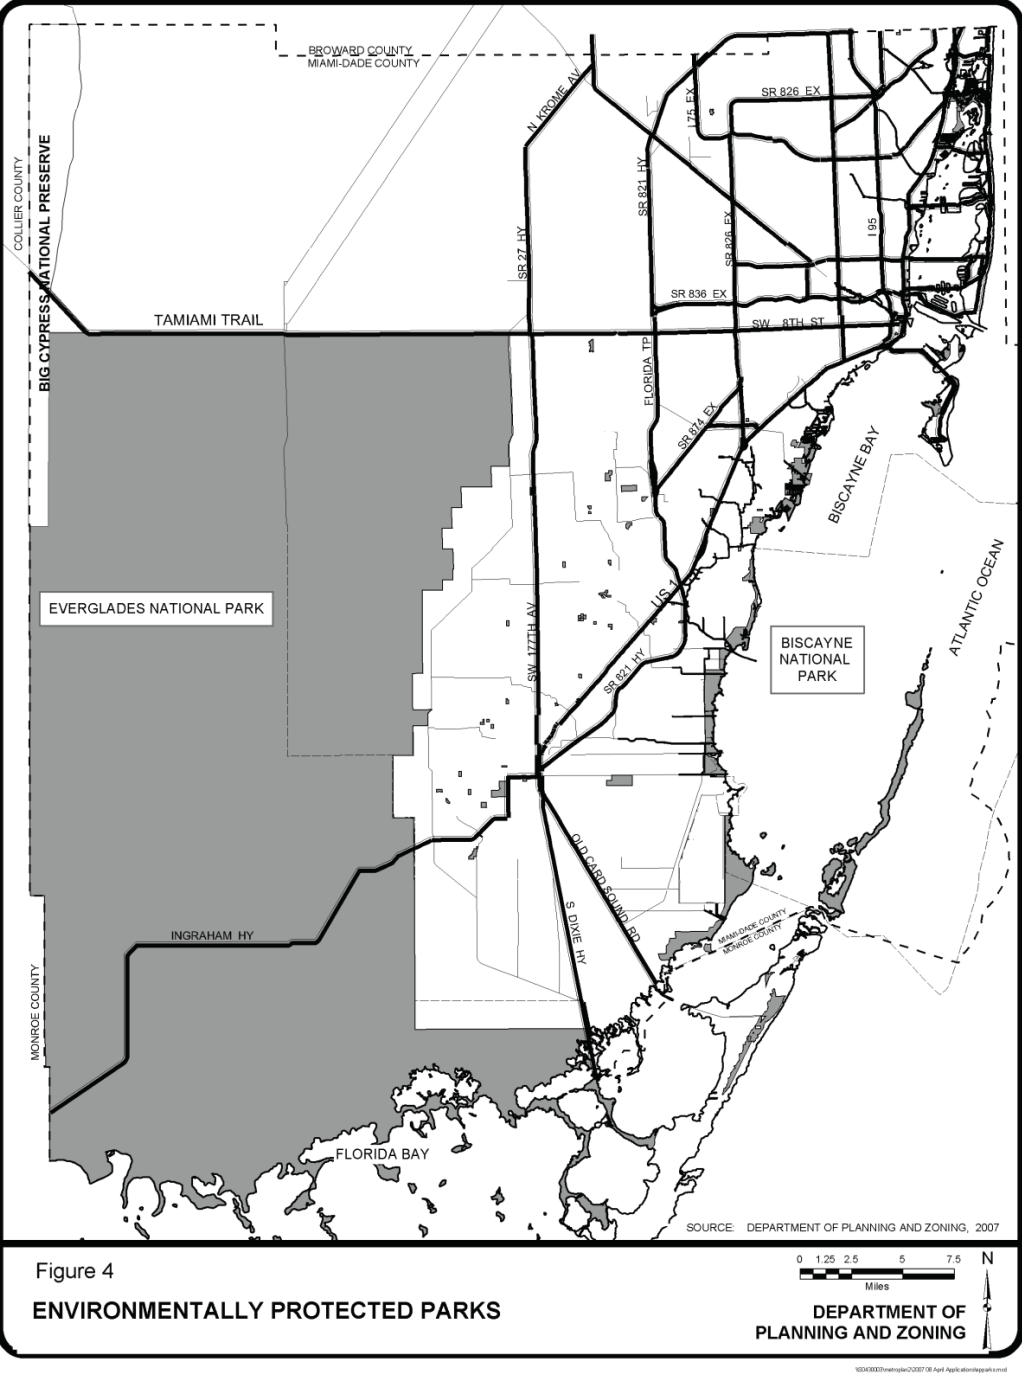 BROWARD COUNTY
MIAMI-DADE COUNTY
COLLIER COUNTY
BIG CYPRESS NATIONAL PRESERVE
N KROME AV
I 75 EX
SR 826 EX
SR 821 HY
SR 27 HY
SR 826 EX
I 95
SR 836 EX
TAMIAMI TRAIL
SW 8TH ST
FLORIDA TP
SR 874 EX
BISCAYNE BAY
ATLANTIC OCEAN
EVERGLADES NATIONAL PARK
US 1
SW 177TH AV
SR 821 HY
BISCAYNE
NATIONAL
PARK
OLD CARD SOUND RD
S DIXIE HY
INGRAHAM HY
MIAMI-DADE COUNTY
MONROE COUNTY
MONROE COUNTY
FLORIDA BAY
SOURCE: DEPARTMENT OF PLANNING AND ZONING, 2007
Figure 4
ENVIRONMENTALLY PROTECTED PARKS
0 1.25 2.5 5 7.5
Miles
N
DEPARTMENT OF
PLANNING AND ZONING